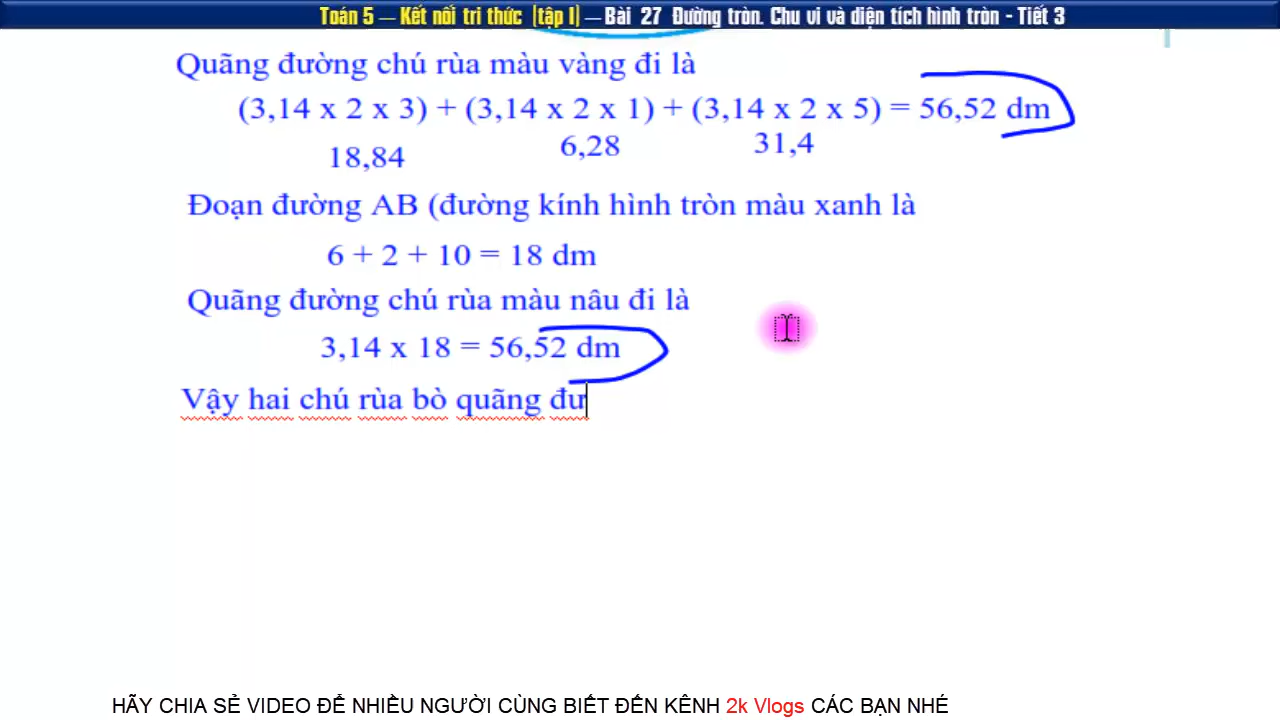 Toán 5 – Kết nối tri thức (tập 1) – Bài 27 Đường tròn. Chu vi và diện tích hình tròn - Tiết 3
Quãng đường chú rùa màu vàng đi là
(3,14 x 2 x 3) + (3,14 x 2 x 1) + (3,14 x 2 x 5) = 56,52 dm
18,84 6,28 31,4
Đoạn đường AB (đường kính hình tròn màu xanh là
6 + 2 + 10 = 18 dm
Quãng đường chú rùa màu nâu đi là
3,14 x 18 = 56,52 dm
Vậy hai chú rùa bò quãng đư
HÃY CHIA SẺ VIDEO ĐỂ NHIỀU NGƯỜI CÙNG BIẾT ĐẾN KÊNH 2k Vlogs CÁC BẠN NHÉ